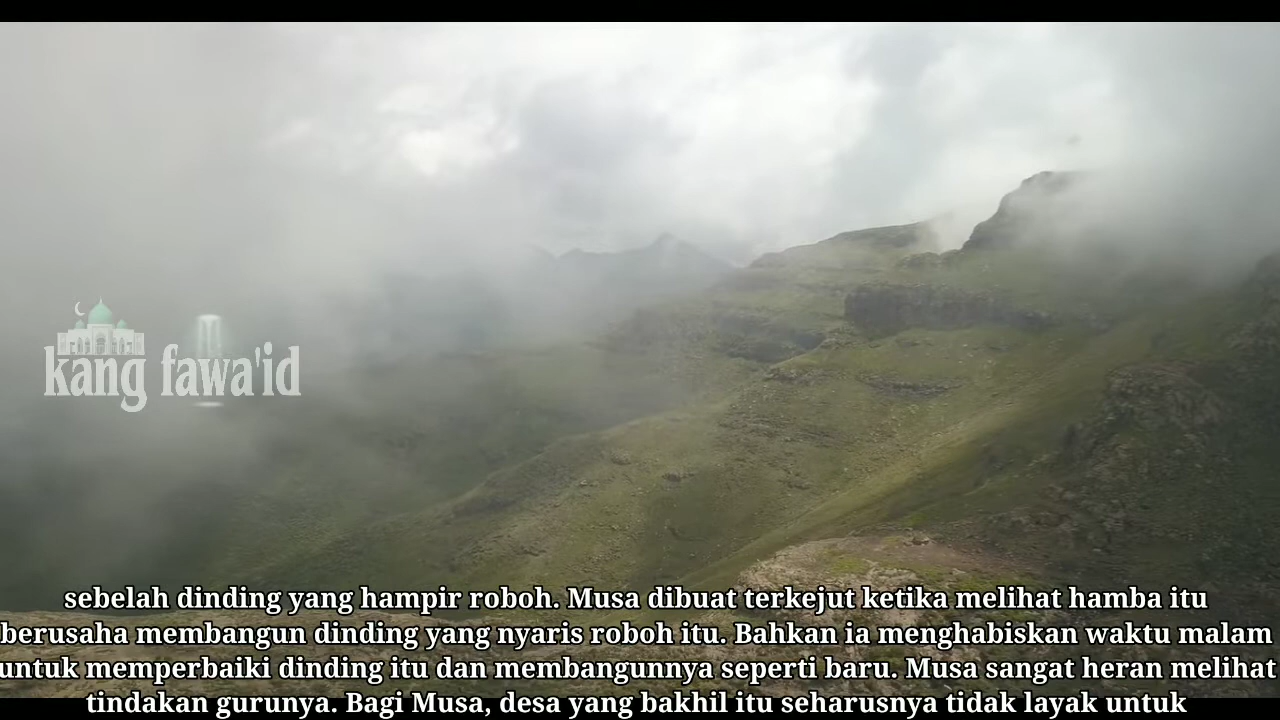 kang fawa'id
sebelah dinding yang hampir roboh. Musa dibuat terkejut ketika melihat hamba itu
berusaha membangun dinding yang nyaris roboh itu. Bahkan ia menghabiskan waktu malam
untuk memperbaiki dinding itu dan membangunnya seperti baru. Musa sangat heran melihat
tindakan gurunya. Bagi Musa, desa yang bakhil itu seharusnya tidak layak untuk